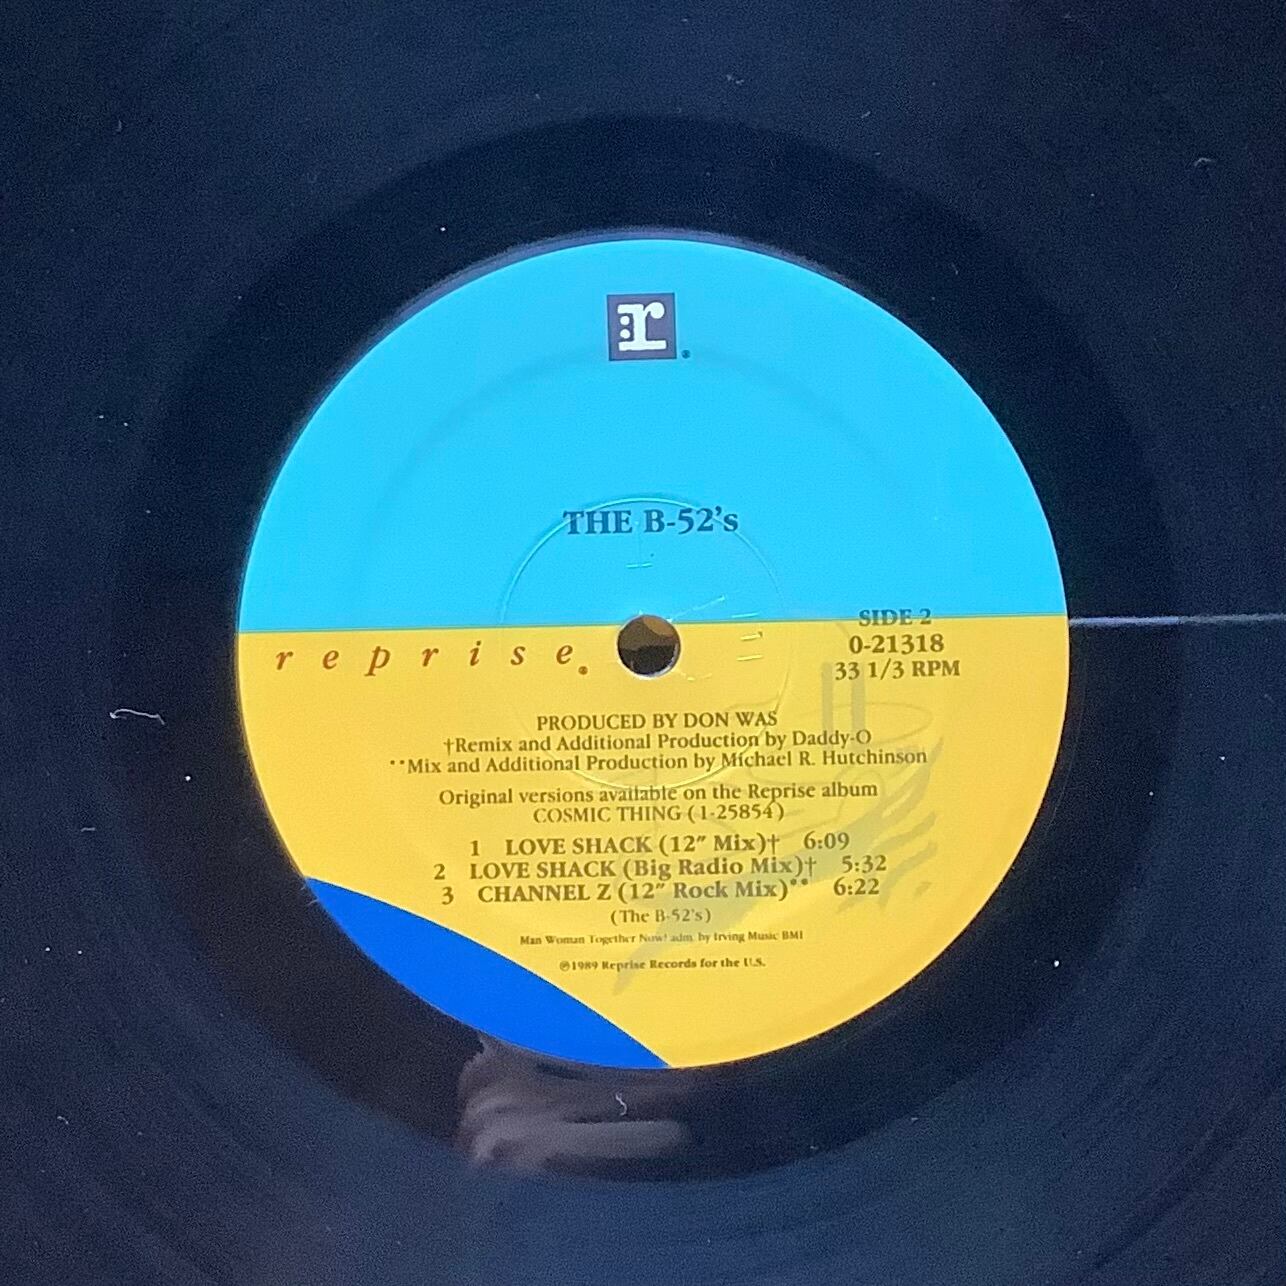 r®
THE B-52's
SIDE 2
reprise®
0-21318
33 1/3 RPM
PRODUCED BY DON WAS
†Remix and Additional Production by Daddy-O
**Mix and Additional Production by Michael R. Hutchinson
Original versions available on the Reprise album
COSMIC THING (1-25854)
1 LOVE SHACK (12″ Mix)† 6:09
2 LOVE SHACK (Big Radio Mix)† 5:32
3 CHANNEL Z (12″ Rock Mix)** 6:22
(The B-52's)
Man Woman Together Now! adm. by Irving Music BMI
℗1989 Reprise Records for the U.S.